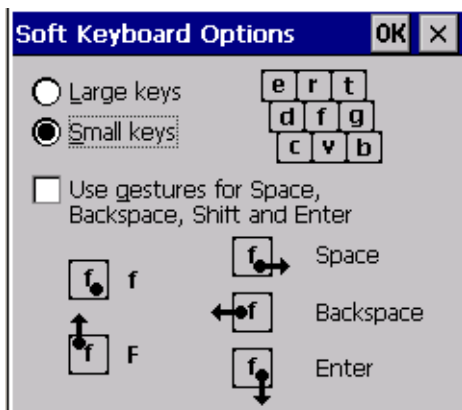 Soft Keyboard Options OK ×
Large keys
Small keys
e r t
d f g
c v b
Use gestures for Space,
Backspace, Shift and Enter
f f
f Space
f Backspace
f F
f Enter